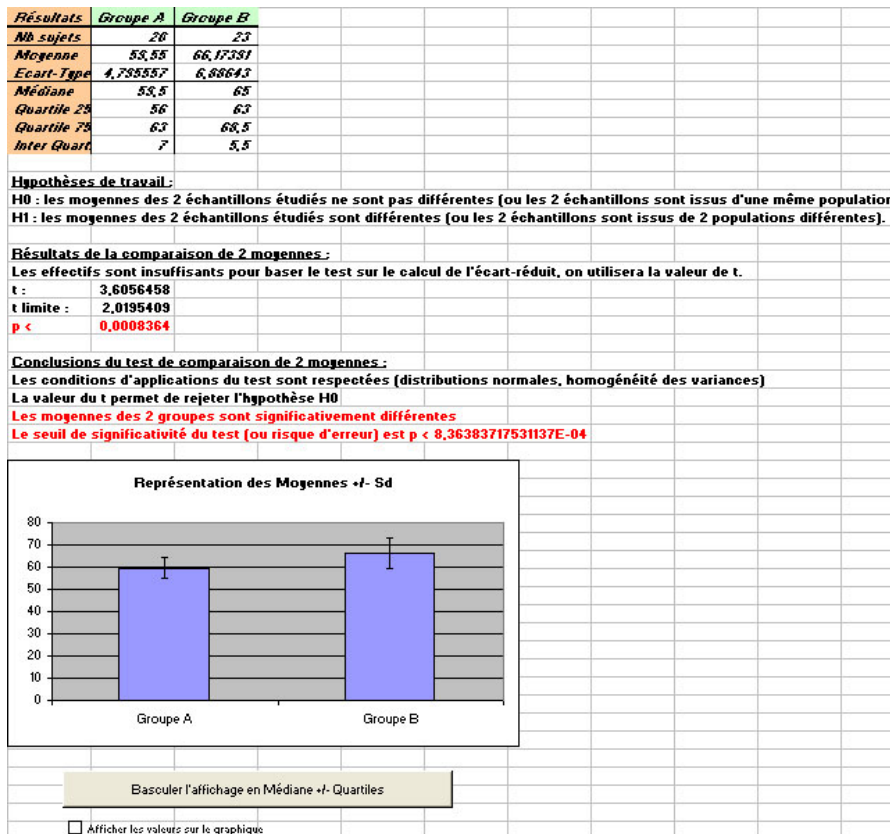 Résultats Groupe A Groupe B
Nb sujets 20 23
Moyenne 59,55 66,17391
Ecart-Type 4,795557 6,88643
Médiane 59,5 65
Quartile 25 56 63
Quartile 75 63 68,5
Inter Quart. 7 5,5
Hypothèses de travail :
H0 : les moyennes des 2 échantillons étudiés ne sont pas différentes (ou les 2 échantillons sont issus d'une même population
H1 : les moyennes des 2 échantillons étudiés sont différentes (ou les 2 échantillons sont issus de 2 populations différentes).
Résultats de la comparaison de 2 moyennes :
Les effectifs sont insuffisants pour baser le test sur le calcul de l'écart-réduit, on utilisera la valeur de t.
t : 3,6056458
t limite : 2,0195409
p < 0,0008364
Conclusions du test de comparaison de 2 moyennes :
Les conditions d'applications du test sont respectées (distributions normales, homogénéité des variances)
La valeur du t permet de rejeter l'hypothèse H0
Les moyennes des 2 groupes sont significativement différentes
Le seuil de significativité du test (ou risque d'erreur) est p < 8,36383717531137E-04
Représentation des Moyennes +/- Sd
80
70
60
50
40
30
20
10
0
Groupe A Groupe B
Basculer l'affichage en Médiane +/- Quartiles
Afficher les valeurs sur le graphique